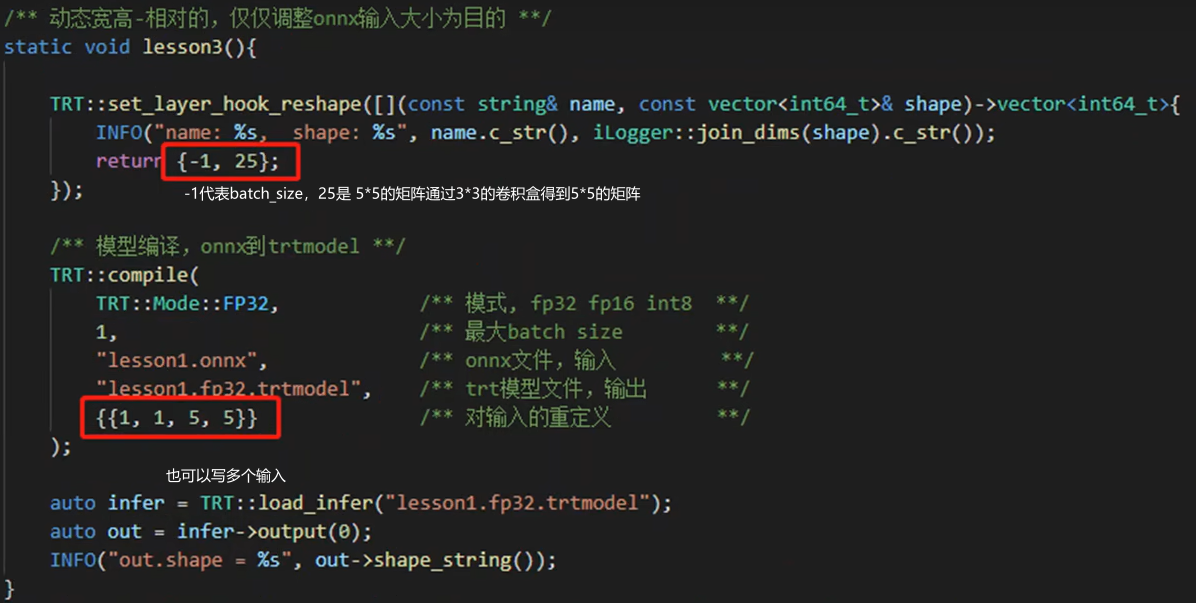 /** 动态宽高-相对的，仅仅调整onnx输入大小为目的 **/
static void lesson3(){
TRT::set_layer_hook_reshape([](const string& name, const vector<int64_t>& shape)->vector<int64_t>{
INFO("name: %s,  shape: %s", name.c_str(), iLogger::join_dims(shape).c_str());
return {-1, 25};
-1代表batch_size，25是 5*5的矩阵通过3*3的卷积盒得到5*5的矩阵
});
/** 模型编译，onnx到trtmodel **/
TRT::compile(
TRT::Mode::FP32, /** 模式, fp32 fp16 int8 **/
1, /** 最大batch size **/
"lesson1.onnx", /** onnx文件，输入 **/
"lesson1.fp32.trtmodel", /** trt模型文件，输出 **/
{{1, 1, 5, 5}} /** 对输入的重定义 **/
);
也可以写多个输入
auto infer = TRT::load_infer("lesson1.fp32.trtmodel");
auto out = infer->output(0);
INFO("out.shape = %s", out->shape_string());
}